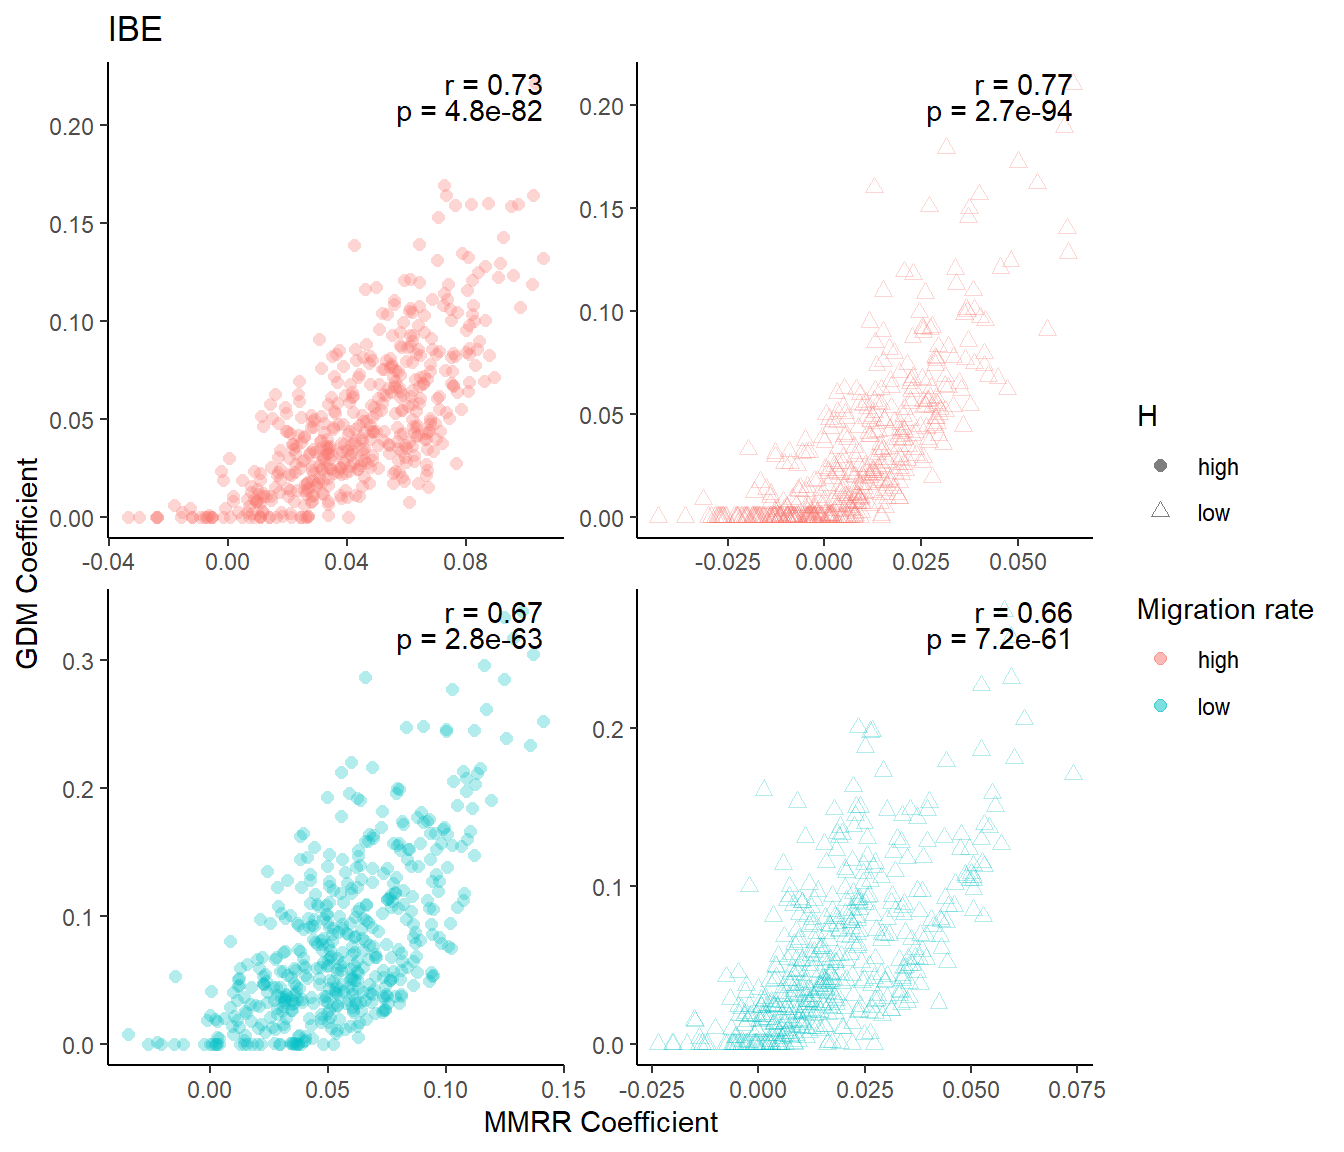 IBE
r = 0.73
p = 4.8e-82
0.20
0.15
0.10
0.05
0.00
-0.04 0.00 0.04 0.08
r = 0.77
p = 2.7e-94
0.20
0.15
0.10
0.05
0.00
-0.025 0.000 0.025 0.050
r = 0.67
p = 2.8e-63
0.3
0.2
0.1
0.0
0.00 0.05 0.10 0.15
r = 0.66
p = 7.2e-61
0.2
0.1
0.0
-0.025 0.000 0.025 0.050 0.075
GDM Coefficient
MMRR Coefficient
H
high
low
Migration rate
high
low